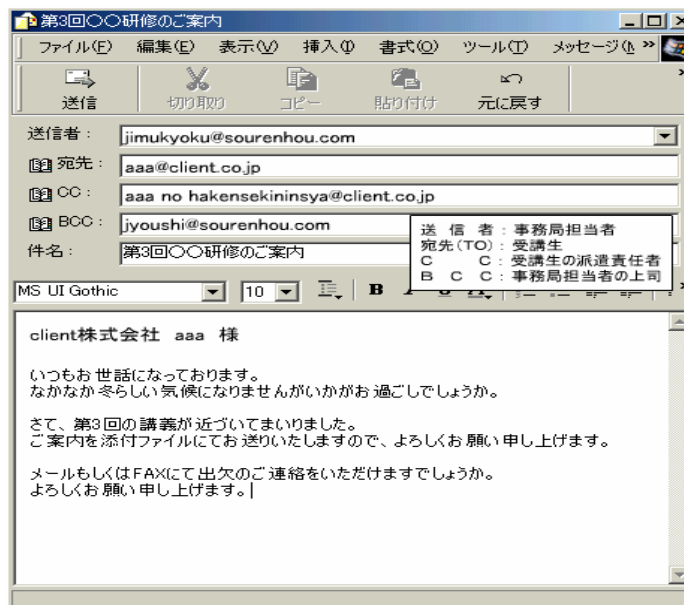 第3回〇〇研修のご案内
ファイル(F) 編集(E) 表示(V) 挿入(I) 書式(O) ツール(T) メッセージ(M »
送信 切り取り コピー 貼り付け 元に戻す »
送信者: jimukyoku@sourenhou.com
宛先: aaa@client.co.jp
CC: aaa no hakensekininsya@client.co.jp
BCC: jyoushi@sourenhou.com
件名: 第3回〇〇研修のご案内
送信者:事務局担当者
宛先(TO):受講生
CC:受講生の派遣責任者
BCC:事務局担当者の上司
MS UI Gothic 10 B
client株式会社 aaa 様
いつもお世話になっております。
なかなか冬らしい気候になりませんがいかがお過ごしでしょうか。
さて、第3回の講義が近づいてまいりました。
ご案内を添付ファイルにてお送りいたしますので、よろしくお願い申し上げます。
メールもしくはFAXにて出欠のご連絡をいただけますでしょうか。
よろしくお願い申し上げます。